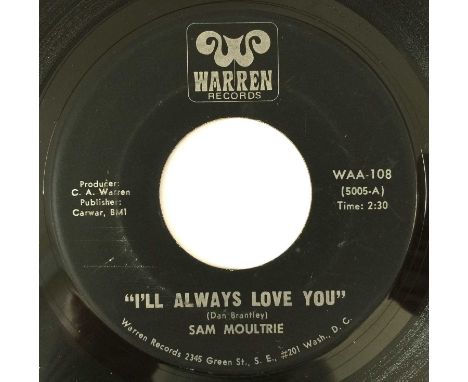 WARREN
RECORDS
Producer:
C. A. Warren
Publisher:
Carwar, BMI
WAA-108
(5005-A)
Time: 2:30
"I'LL ALWAYS LOVE YOU"
(Dan Brantley)
SAM MOULTRIE
Warren Records 2345 Green St., S. E., #201 Wash., D. C.